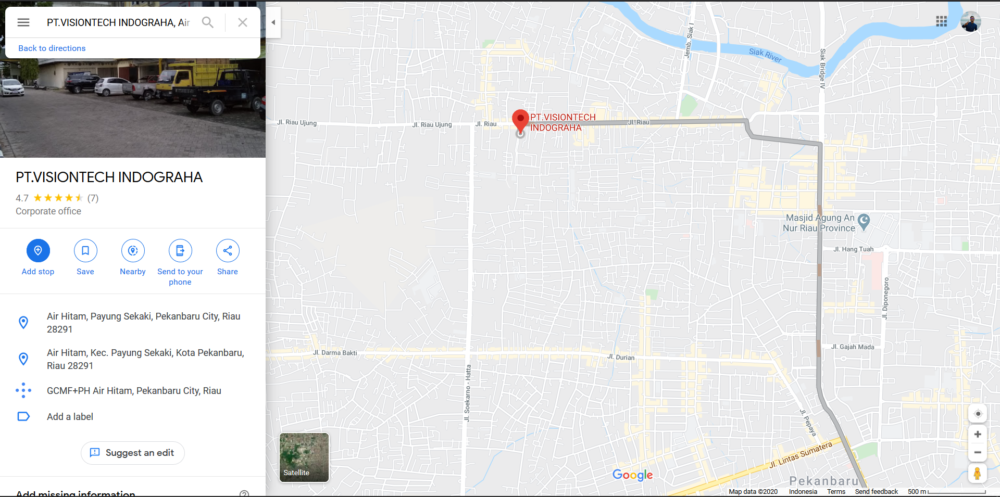 PT.VISIONTECH INDOGRAHA, Air
Back to directions
PT.VISIONTECH INDOGRAHA
4.7
(7)
Corporate office
Add stop
Save
Nearby
Send to your
phone
Share
Air Hitam, Payung Sekaki, Pekanbaru City, Riau
28291
Air Hitam, Kec. Payung Sekaki, Kota Pekanbaru,
Riau 28291
GCMF+PH Air Hitam, Pekanbaru City, Riau
Add a label
Suggest an edit
Add missing information
Siak River
Jemb. Siak I
Siak Bridge IV
Jl. Riau Ujung
Jl. Riau Ujung
Jl. Riau
PT.VISIONTECH
INDOGRAHA
Jl. Riau
Masjid Agung An
Nur Riau Province
Jl. Hang Tuah
Jl. Diponegoro
Jl. Gajah Mada
Jl. Darma Bakti
Jl. Durian
Jl. Soekarno - Hatta
Jl. Pepaya
Jl. Lintas Sumatera
Pekanbaru
Satellite
Google
Map data ©2020
Indonesia
Terms
Send feedback
500 m